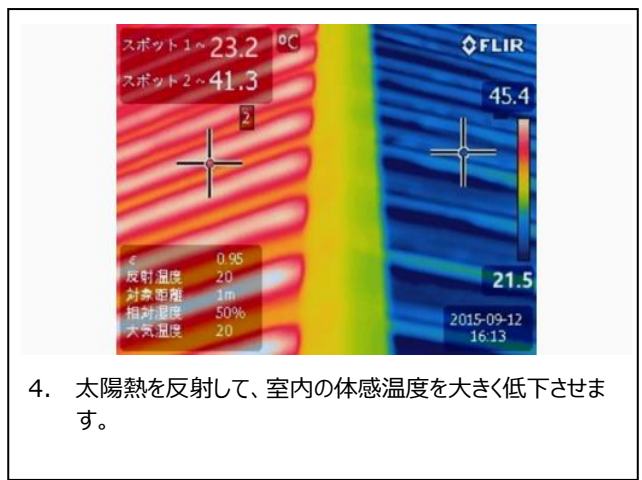 スポット 1 ~ 23.2 °C
スポット 2 ~ 41.3
FLIR
45.4
2
ε 0.95
反射温度 20
対象距離 1m
相対湿度 50%
大気温度 20
21.5
2015-09-12
16:13
4. 太陽熱を反射して、室内の体感温度を大きく低下させま
す。